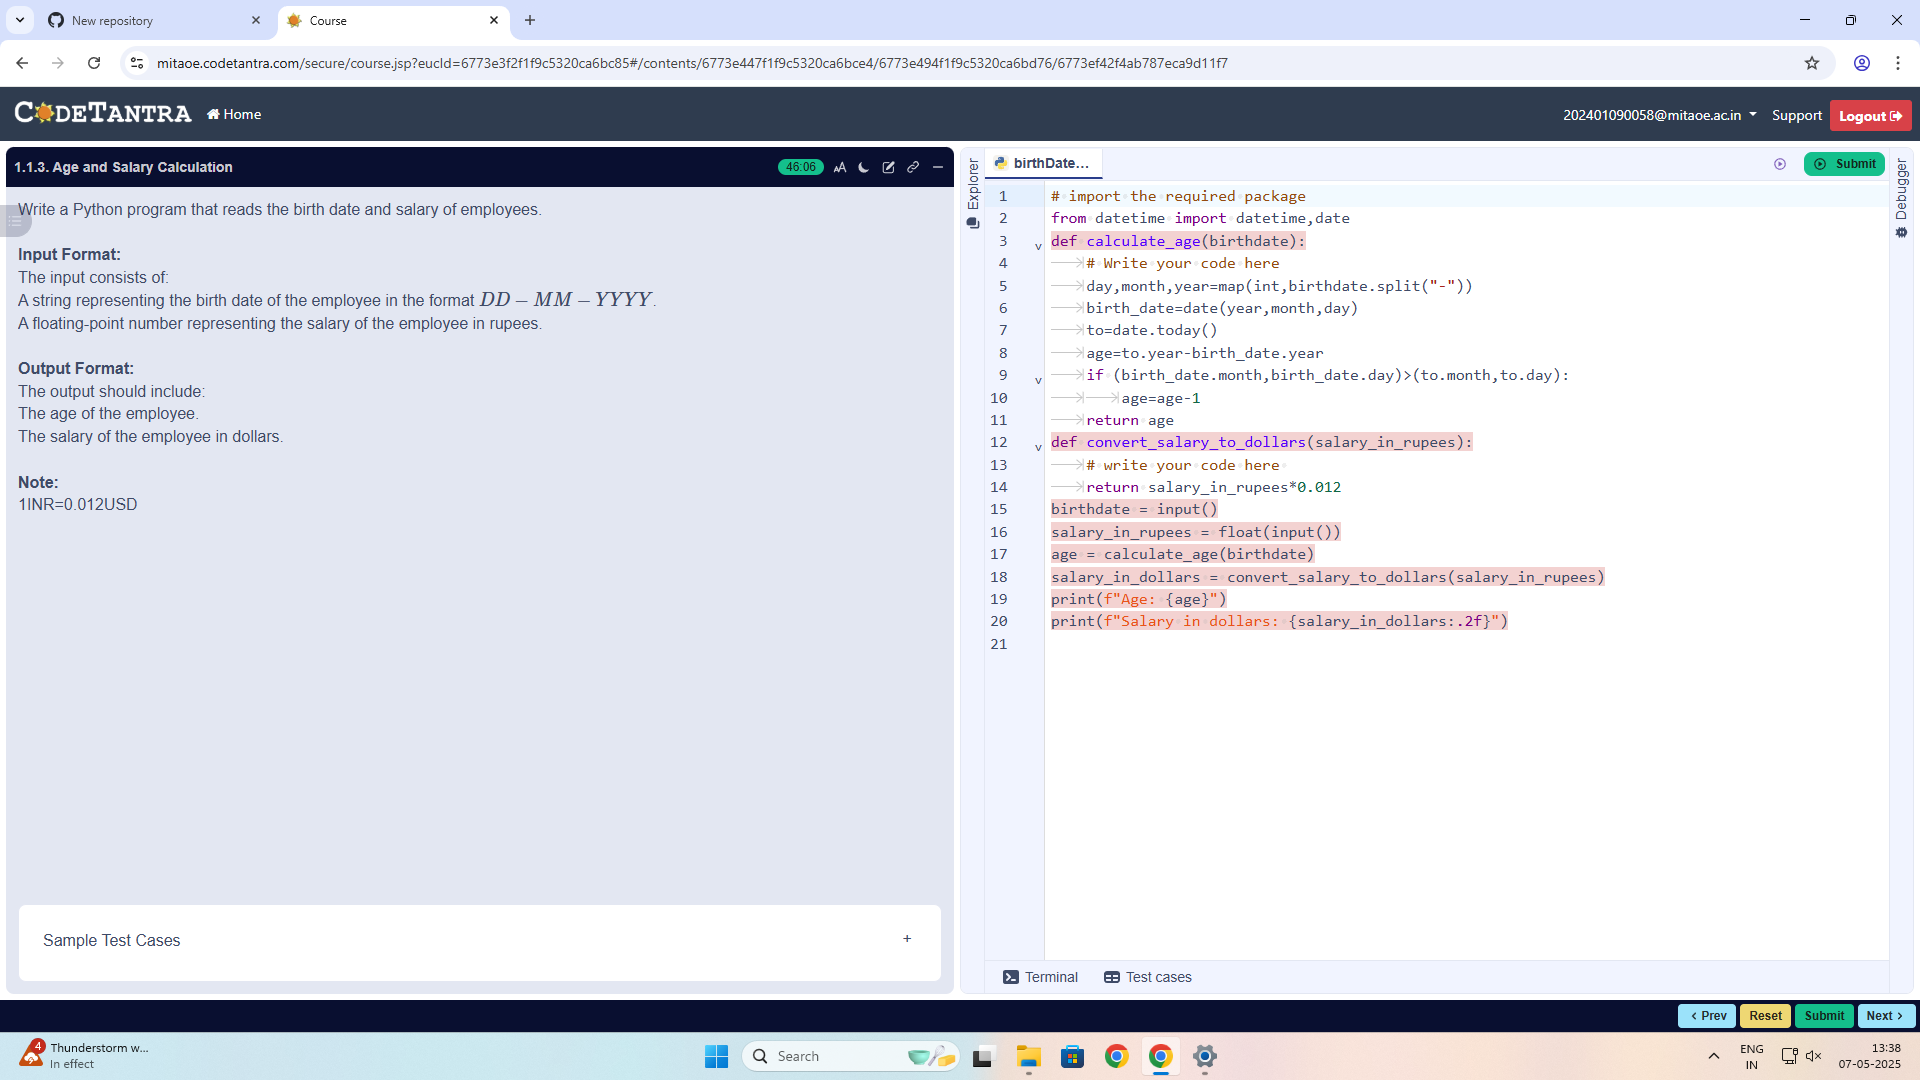 New repository
Course
mitaoe.codetantra.com/secure/course.jsp?eucId=6773e3f2f1f9c5320ca6bc85#/contents/6773e447f1f9c5320ca6bce4/6773e494f1f9c5320ca6bd76/6773ef42f4ab787eca9d11f7
CODETANTRA
Home
202401090058@mitaoe.ac.in
Support
Logout
1.1.3. Age and Salary Calculation
46:06
AA
Write a Python program that reads the birth date and salary of employees.
Input Format:
The input consists of:
A string representing the birth date of the employee in the format DD − MM − YYYY.
A floating-point number representing the salary of the employee in rupees.
Output Format:
The output should include:
The age of the employee.
The salary of the employee in dollars.
Note:
1INR=0.012USD
Sample Test Cases
+
Explorer
birthDate...
Submit
Debugger
1 # import the required package
2 from datetime import datetime,date
3 def calculate_age(birthdate):
4 # Write your code here
5 day,month,year=map(int,birthdate.split("-"))
6 birth_date=date(year,month,day)
7 to=date.today()
8 age=to.year-birth_date.year
9 if (birth_date.month,birth_date.day)>(to.month,to.day):
10 age=age-1
11 return age
12 def convert_salary_to_dollars(salary_in_rupees):
13 # write your code here
14 return salary_in_rupees*0.012
15 birthdate = input()
16 salary_in_rupees = float(input())
17 age = calculate_age(birthdate)
18 salary_in_dollars = convert_salary_to_dollars(salary_in_rupees)
19 print(f"Age: {age}")
20 print(f"Salary in dollars: {salary_in_dollars:.2f}")
21
Terminal
Test cases
< Prev
Reset
Submit
Next >
4
Thunderstorm w...
In effect
Search
ENG
IN
13:38
07-05-2025